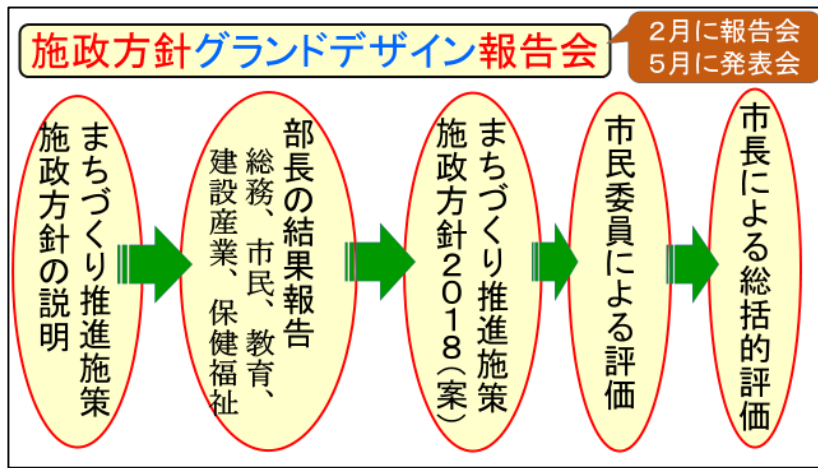 施政方針グランドデザイン報告会
2月に報告会
5月に発表会
まちづくり推進施策
施政方針の説明
部長の結果報告
総務、市民、教育、
建設産業、保健福祉
まちづくり推進施策
施政方針2018(案)
市民委員による評価
市長による総括的評価